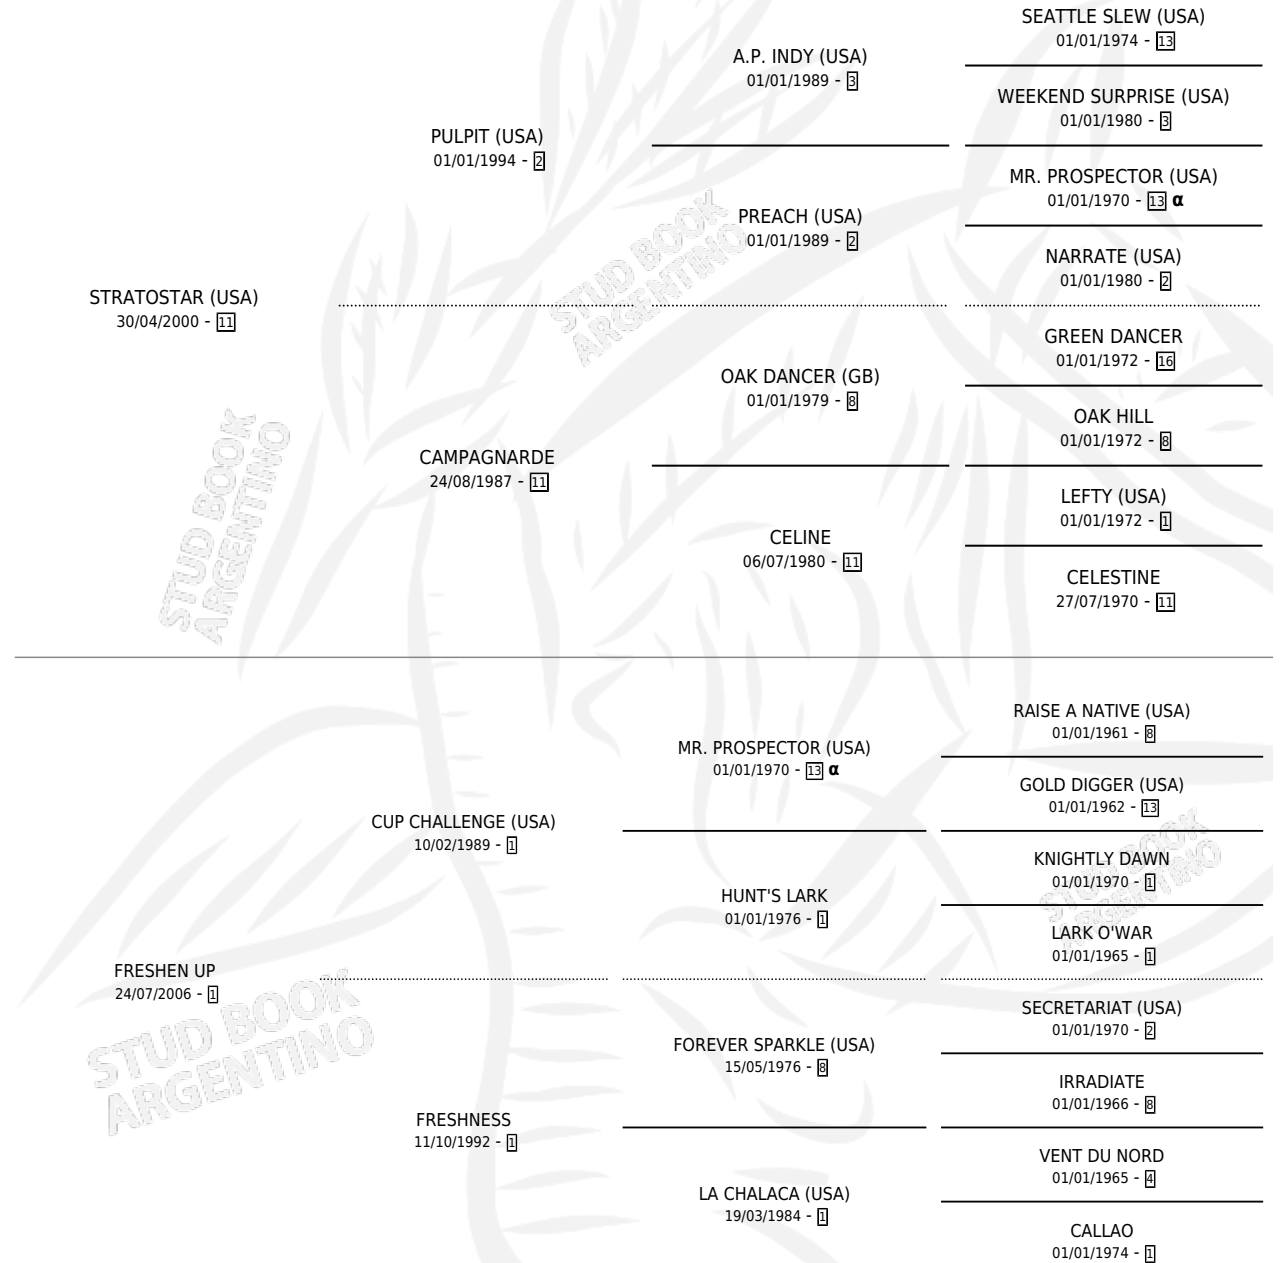 SEATTLE SLEW (USA)
01/01/1974 - 13
A.P. INDY (USA)
01/01/1989 - 3
WEEKEND SURPRISE (USA)
01/01/1980 - 3
PULPIT (USA)
01/01/1994 - 2
MR. PROSPECTOR (USA)
01/01/1970 - 13 α
PREACH (USA)
01/01/1989 - 2
NARRATE (USA)
01/01/1980 - 2
STUD BOOK
ARGENTINO
STRATOSTAR (USA)
30/04/2000 - 11
GREEN DANCER
01/01/1972 - 16
OAK DANCER (GB)
01/01/1979 - 8
OAK HILL
01/01/1972 - 8
CAMPAGNARDE
24/08/1987 - 11
LEFTY (USA)
01/01/1972 - 1
CELINE
06/07/1980 - 11
CELESTINE
27/07/1970 - 11
STUD BOOK
ARGENTINO
RAISE A NATIVE (USA)
01/01/1961 - 8
MR. PROSPECTOR (USA)
01/01/1970 - 13 α
GOLD DIGGER (USA)
01/01/1962 - 13
CUP CHALLENGE (USA)
10/02/1989 - 1
KNIGHTLY DAWN
01/01/1970 - 1
HUNT'S LARK
01/01/1976 - 1
LARK O'WAR
01/01/1965 - 1
STUD BOOK
ARGENTINO
FRESHEN UP
24/07/2006 - 1
SECRETARIAT (USA)
01/01/1970 - 2
FOREVER SPARKLE (USA)
15/05/1976 - 8
IRRADIATE
01/01/1966 - 8
FRESHNESS
11/10/1992 - 1
VENT DU NORD
01/01/1965 - 4
LA CHALACA (USA)
19/03/1984 - 1
CALLAO
01/01/1974 - 1
STUD BOOK
ARGENTINO